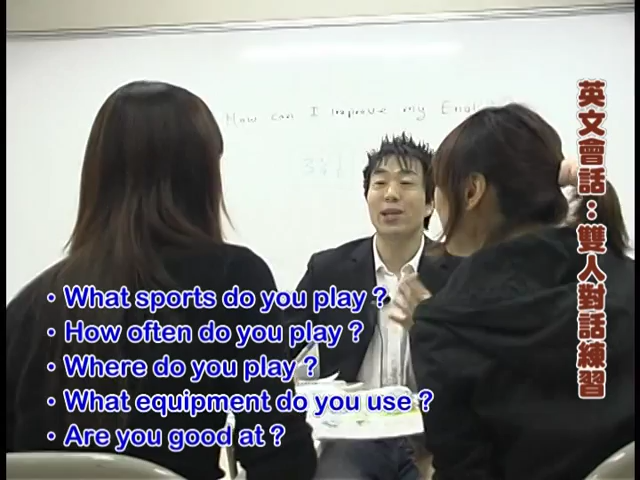 How can I improve my
英文會話：雙人對話練習
• What sports do you play ?
• How often do you play ?
• Where do you play ?
• What equipment do you use ?
• Are you good at ?